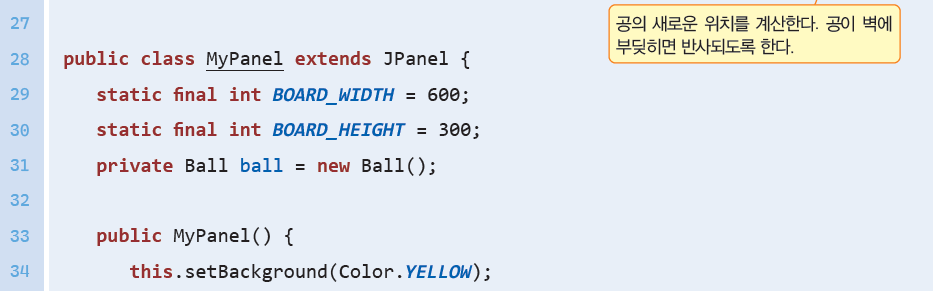 27
공의 새로운 위치를 계산한다. 공이 벽에
부딪히면 반사되도록 한다.
28 public class MyPanel extends JPanel {
29 static final int BOARD_WIDTH = 600;
30 static final int BOARD_HEIGHT = 300;
31 private Ball ball = new Ball();
32
33 public MyPanel() {
34 this.setBackground(Color.YELLOW);